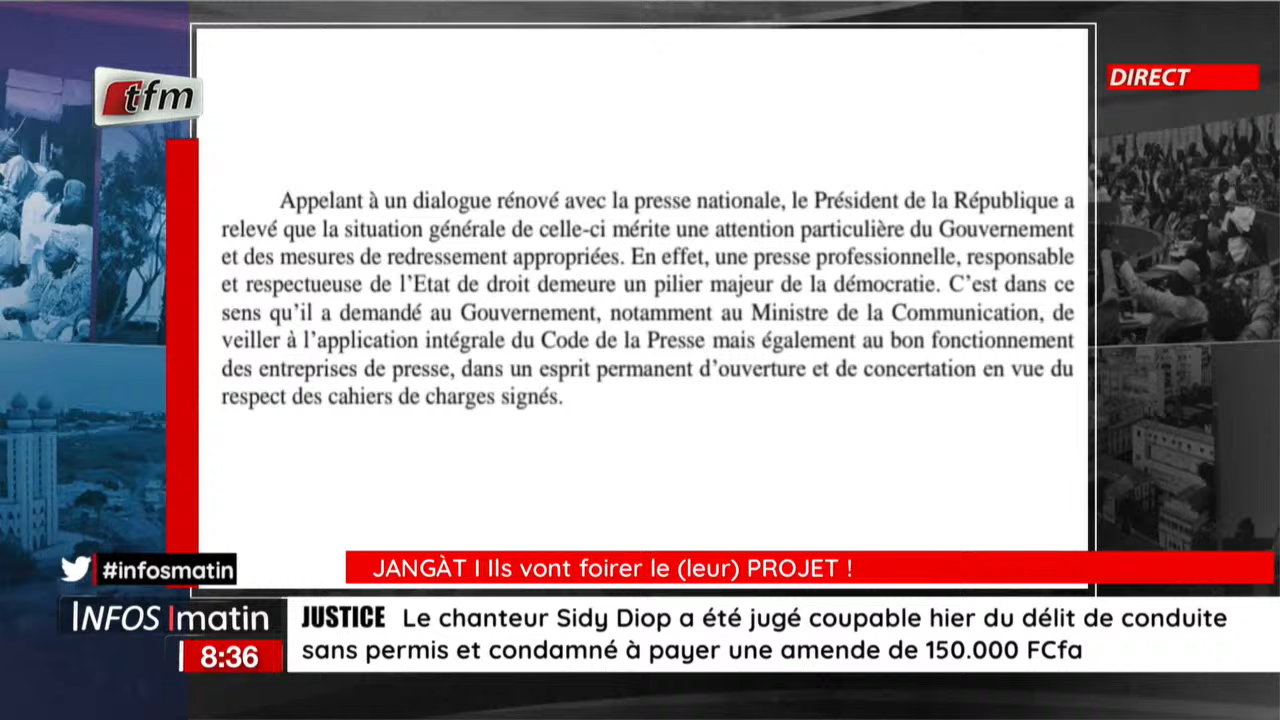 tfm
DIRECT
Appelant à un dialogue rénové avec la presse nationale, le Président de la République a
relevé que la situation générale de celle-ci mérite une attention particulière du Gouvernement
et des mesures de redressement appropriées. En effet, une presse professionnelle, responsable
et respectueuse de l'Etat de droit demeure un pilier majeur de la démocratie. C'est dans ce
sens qu'il a demandé au Gouvernement, notamment au Ministre de la Communication, de
veiller à l'application intégrale du Code de la Presse mais également au bon fonctionnement
des entreprises de presse, dans un esprit permanent d'ouverture et de concertation en vue du
respect des cahiers de charges signés.
#infosmatin
JANGÀT I Ils vont foirer le (leur) PROJET !
INFOS |matin
8:36
JUSTICE Le chanteur Sidy Diop a été jugé coupable hier du délit de conduite
sans permis et condamné à payer une amende de 150.000 FCfa